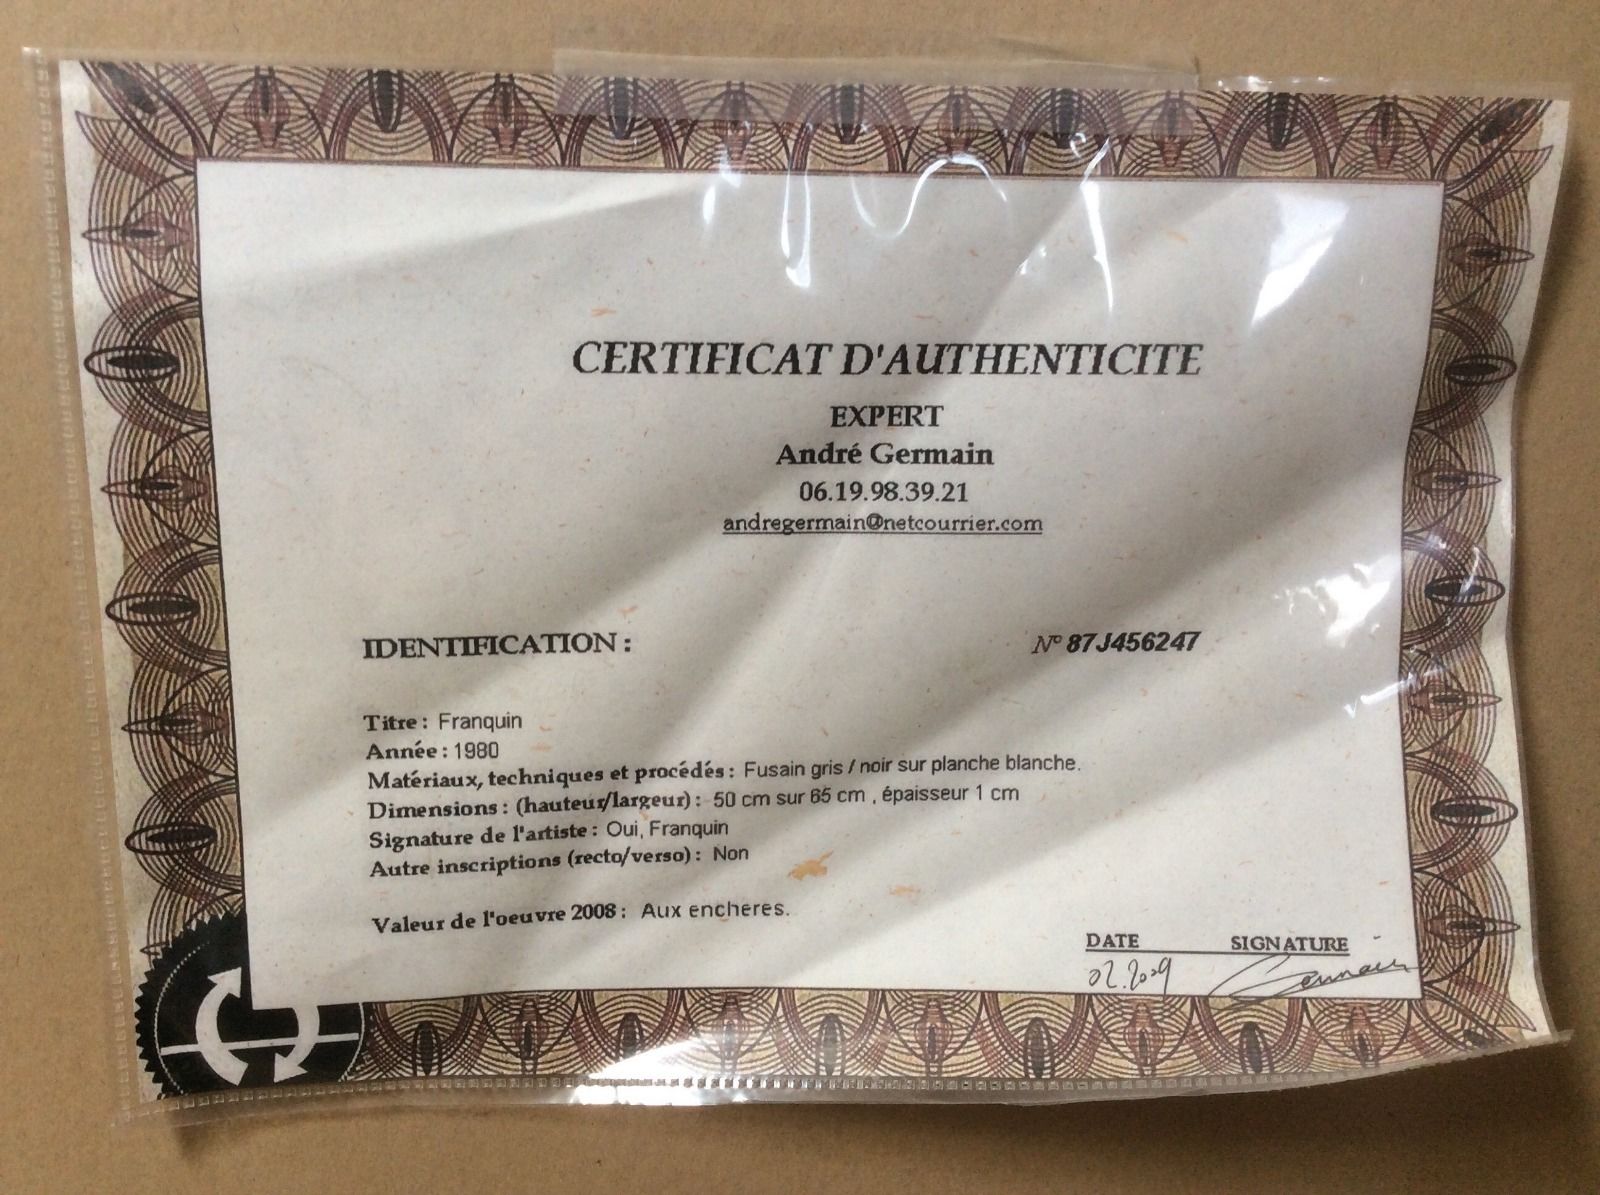 CERTIFICAT D'AUTHENTICITE
EXPERT
André Germain
06.19.98.39.21
andregermain@netcourrier.com
IDENTIFICATION :
N° 87J456247
Titre : Franquin
Année : 1980
Matériaux, techniques et procédés : Fusain gris / noir sur planche blanche.
Dimensions : (hauteur/largeur) : 50 cm sur 65 cm , épaisseur 1 cm
Signature de l'artiste : Oui, Franquin
Autre inscriptions (recto/verso) : Non
Valeur de l'oeuvre 2008 : Aux encheres.
DATE SIGNATURE
02.2009 Germain